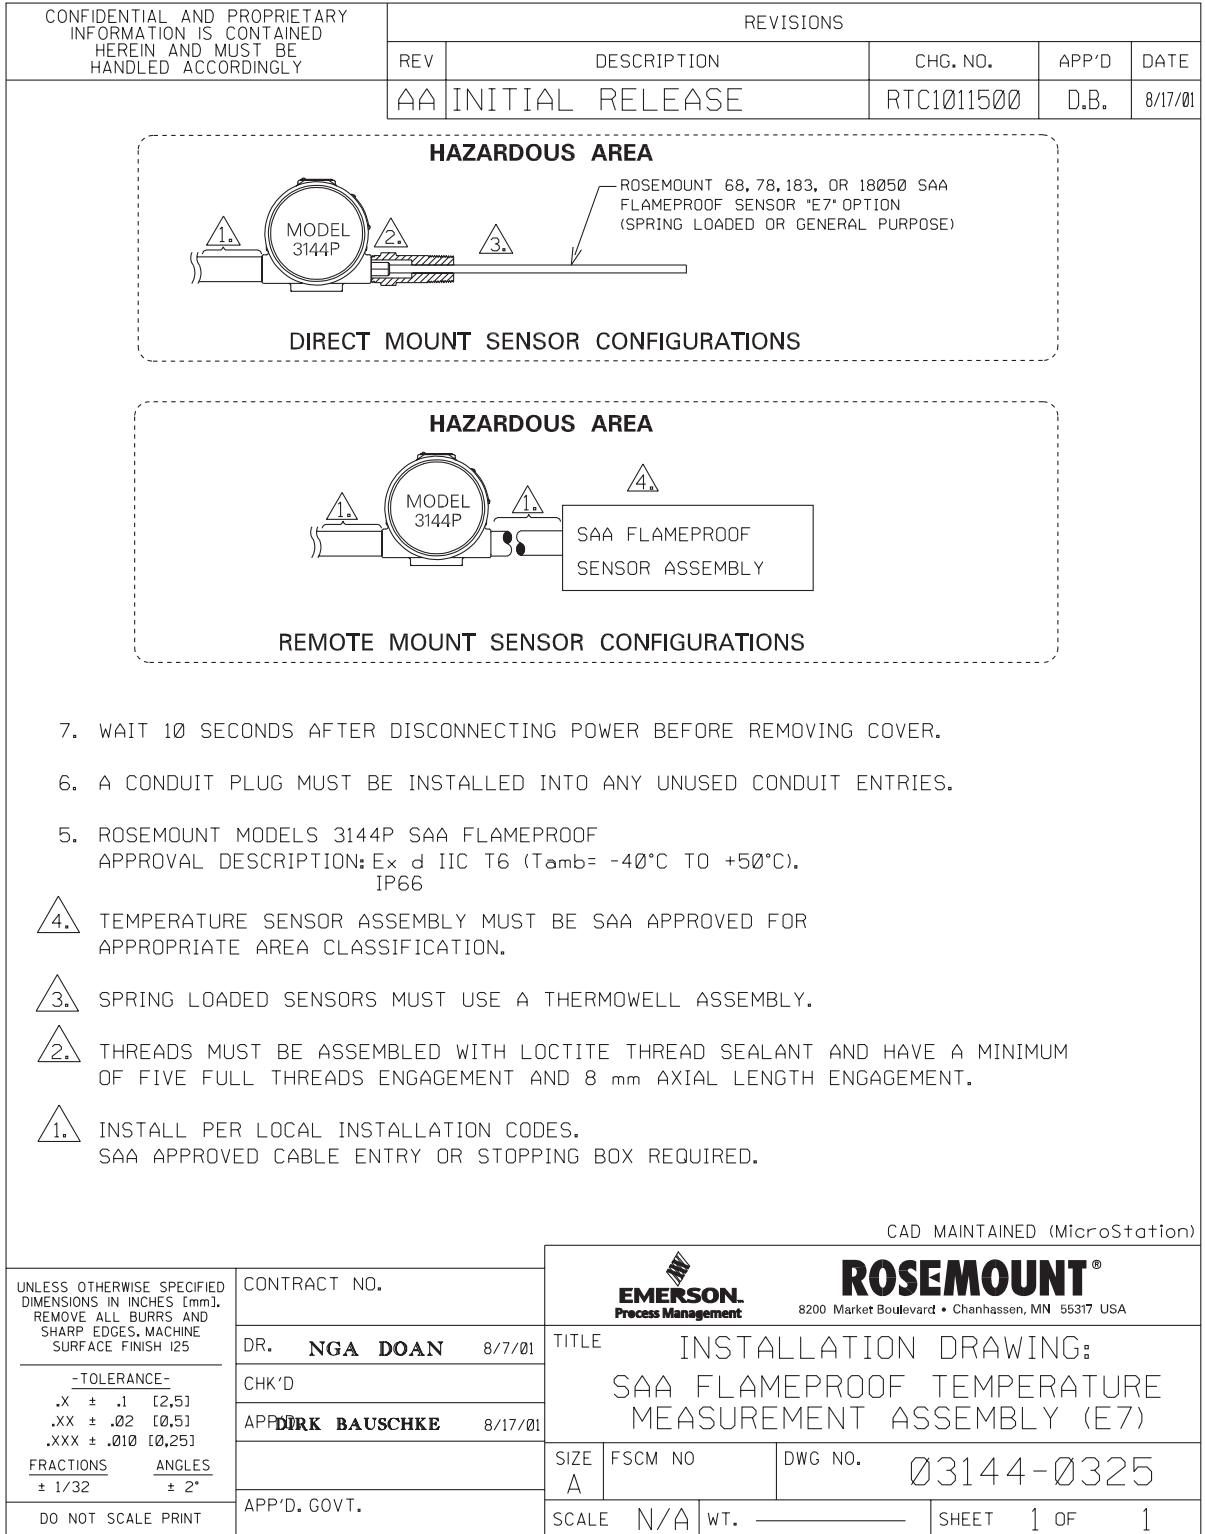 CONFIDENTIAL AND PROPRIETARY
INFORMATION IS CONTAINED
HEREIN AND MUST BE
HANDLED ACCORDINGLY
REVISIONS
REV DESCRIPTION CHG. NO. APP'D DATE
AA INITIAL RELEASE RTC1011500 D.B. 8/17/01
HAZARDOUS AREA
ROSEMOUNT 68, 78, 183, OR 18050 SAA
FLAMEPROOF SENSOR "E7" OPTION
(SPRING LOADED OR GENERAL PURPOSE)
1. MODEL 3144P 2. 3.
DIRECT MOUNT SENSOR CONFIGURATIONS
HAZARDOUS AREA
1. MODEL 3144P 1. 4.
SAA FLAMEPROOF
SENSOR ASSEMBLY
REMOTE MOUNT SENSOR CONFIGURATIONS
7. WAIT 10 SECONDS AFTER DISCONNECTING POWER BEFORE REMOVING COVER.
6. A CONDUIT PLUG MUST BE INSTALLED INTO ANY UNUSED CONDUIT ENTRIES.
5. ROSEMOUNT MODELS 3144P SAA FLAMEPROOF
APPROVAL DESCRIPTION: Ex d IIC T6 (Tamb= -40°C TO +50°C).
IP66
4. TEMPERATURE SENSOR ASSEMBLY MUST BE SAA APPROVED FOR
APPROPRIATE AREA CLASSIFICATION.
3. SPRING LOADED SENSORS MUST USE A THERMOWELL ASSEMBLY.
2. THREADS MUST BE ASSEMBLED WITH LOCTITE THREAD SEALANT AND HAVE A MINIMUM
OF FIVE FULL THREADS ENGAGEMENT AND 8 mm AXIAL LENGTH ENGAGEMENT.
1. INSTALL PER LOCAL INSTALLATION CODES.
SAA APPROVED CABLE ENTRY OR STOPPING BOX REQUIRED.
CAD MAINTAINED (MicroStation)
UNLESS OTHERWISE SPECIFIED
DIMENSIONS IN INCHES [mm].
REMOVE ALL BURRS AND
SHARP EDGES. MACHINE
SURFACE FINISH 125
-TOLERANCE-
.X ± .1 [2,5]
.XX ± .02 [0,5]
.XXX ± .010 [0,25]
FRACTIONS ANGLES
± 1/32 ± 2°
DO NOT SCALE PRINT
CONTRACT NO.
DR. NGA DOAN 8/7/01
CHK'D
APP'D. DIRK BAUSCHKE 8/17/01
APP'D. GOVT.
EMERSON.
Process Management
ROSEMOUNT®
8200 Market Boulevard • Chanhassen, MN 55317 USA
TITLE INSTALLATION DRAWING:
SAA FLAMEPROOF TEMPERATURE
MEASUREMENT ASSEMBLY (E7)
SIZE A FSCM NO DWG NO. 03144-0325
SCALE N/A WT. SHEET 1 OF 1